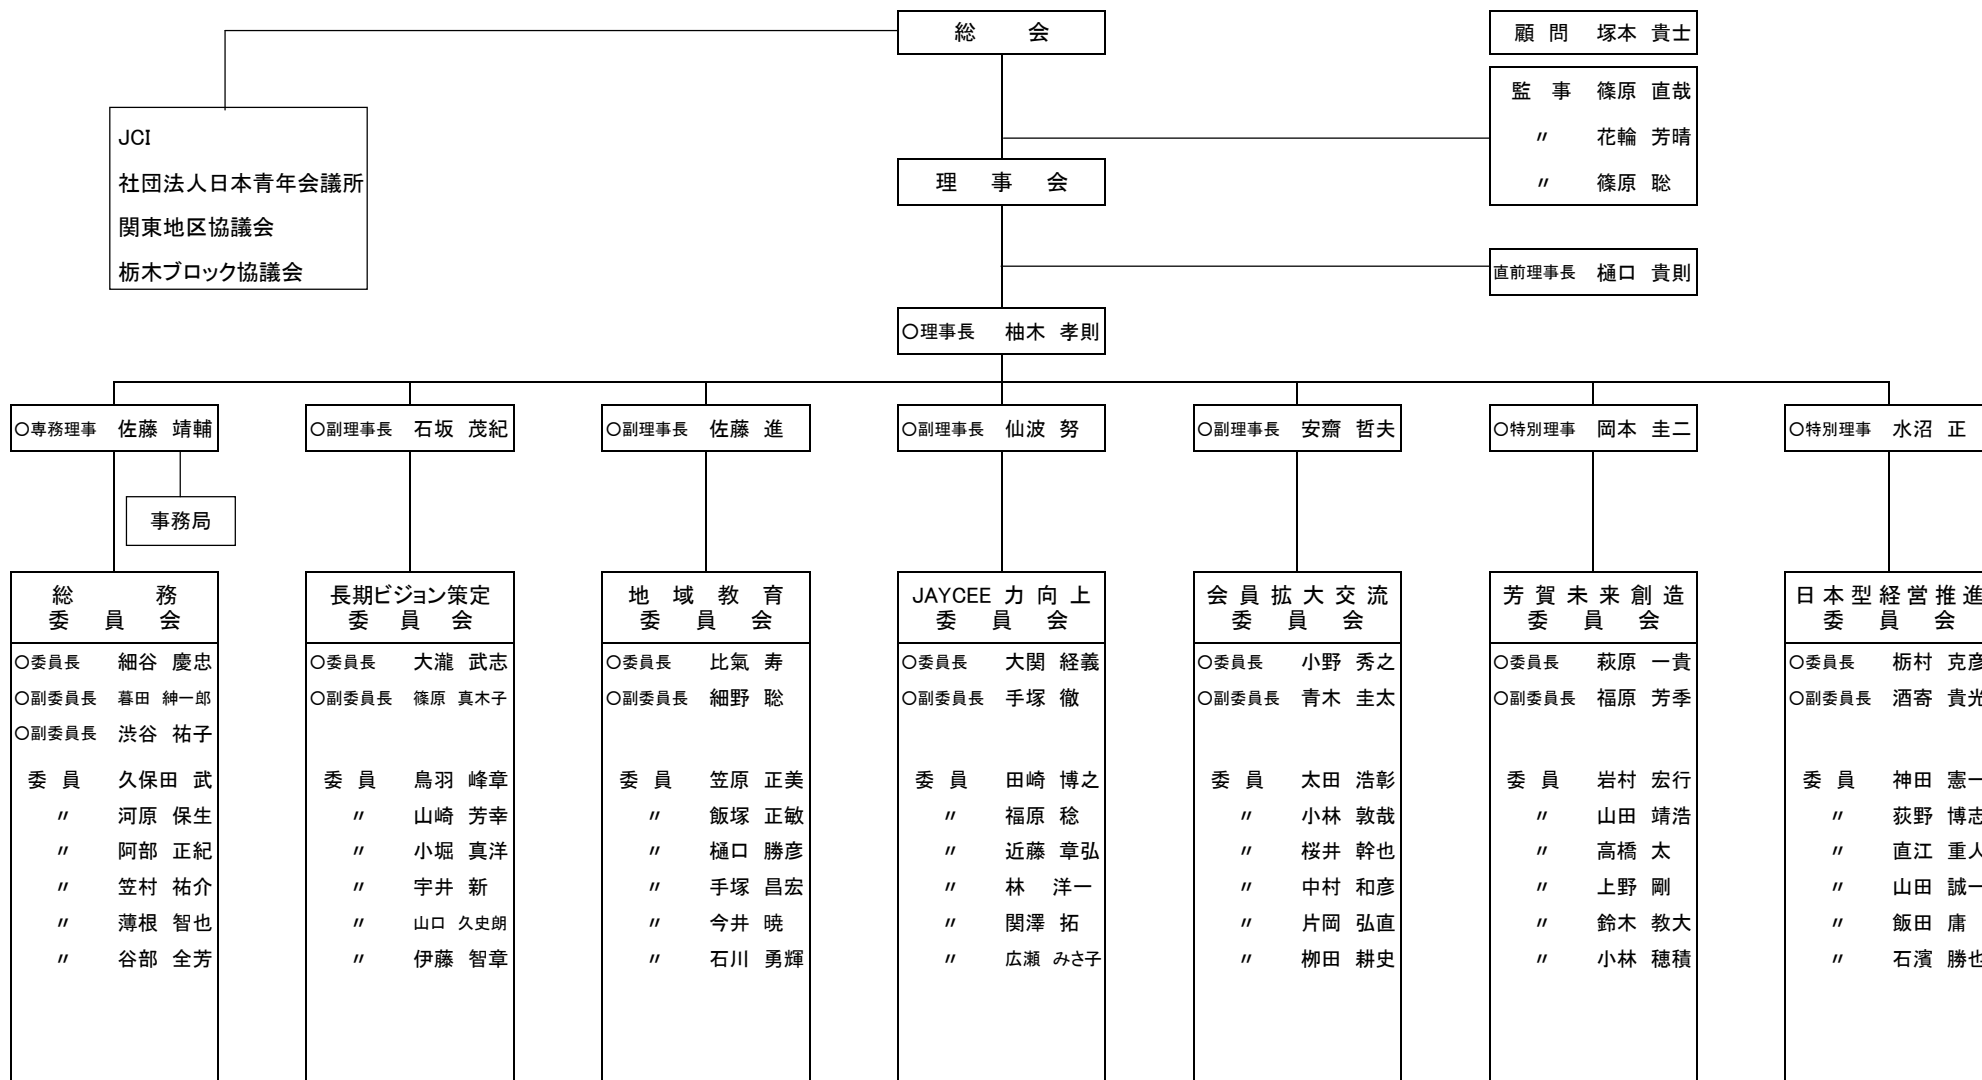 総 会
顧 問 塚本 貴士
監 事 篠原 直哉
〃 花輪 芳晴
〃 篠原 聡
JCI
社団法人日本青年会議所
関東地区協議会
栃木ブロック協議会
理 事 会
直前理事長 樋口 貴則
○理事長 柚木 孝則
○専務理事 佐藤 靖輔
○副理事長 石坂 茂紀
○副理事長 佐藤 進
○副理事長 仙波 努
○副理事長 安齋 哲夫
○特別理事 岡本 圭二
○特別理事 水沼 正
事務局
総 務
委 員 会
○委員長 細谷 慶忠
○副委員長 暮田 紳一郎
○副委員長 渋谷 祐子
委 員 久保田 武
〃 河原 保生
〃 阿部 正紀
〃 笠村 祐介
〃 薄根 智也
〃 谷部 全芳
長期ビジョン策定
委 員 会
○委員長 大瀧 武志
○副委員長 篠原 真木子
委 員 鳥羽 峰章
〃 山崎 芳幸
〃 小堀 真洋
〃 宇井 新
〃 山口 久史朗
〃 伊藤 智章
地 域 教 育
委 員 会
○委員長 比氣 寿
○副委員長 細野 聡
委 員 笠原 正美
〃 飯塚 正敏
〃 樋口 勝彦
〃 手塚 昌宏
〃 今井 暁
〃 石川 勇輝
JAYCEE 力 向 上
委 員 会
○委員長 大関 経義
○副委員長 手塚 徹
委 員 田崎 博之
〃 福原 稔
〃 近藤 章弘
〃 林 洋一
〃 関澤 拓
〃 広瀬 みさ子
会 員 拡 大 交 流
委 員 会
○委員長 小野 秀之
○副委員長 青木 圭太
委 員 太田 浩彰
〃 小林 敦哉
〃 桜井 幹也
〃 中村 和彦
〃 片岡 弘直
〃 栁田 耕史
芳 賀 未 来 創 造
委 員 会
○委員長 萩原 一貴
○副委員長 福原 芳季
委 員 岩村 宏行
〃 山田 靖浩
〃 高橋 太
〃 上野 剛
〃 鈴木 教大
〃 小林 穂積
日 本 型 経 営 推 進
委 員 会
○委員長 栃村 克彦
○副委員長 酒寄 貴光
委 員 神田 憲一
〃 荻野 博志
〃 直江 重人
〃 山田 誠一
〃 飯田 庸
〃 石濱 勝也